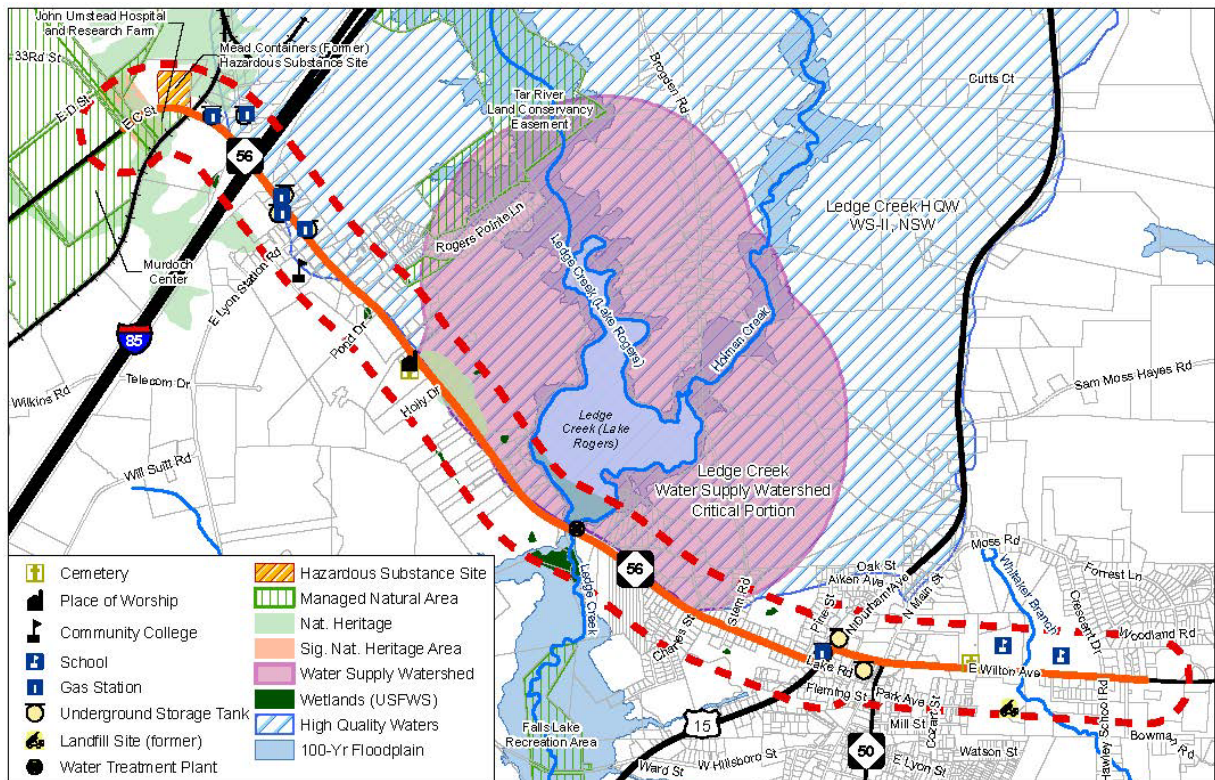 John Umstead Hospital
and Research Farm
Mead Containers (Former)
Hazardous Substance Site
33Rd St
E D St
E C St
56
Brogden Rd
Cutts Ct
Tar River
Land Conservancy
Easement
Ledge Creek HQW
WS-II, NSW
Rogers Pointe Ln
Murdoch
Center
E Lyon Station Rd
Ledge Creek (Lake Rogers)
Holman Creek
85
Pond Dr
Telecom Dr
Wilkins Rd
Holly Dr
Sam Moss Hayes Rd
Ledge
Creek (Lake
Rogers)
Will Suitt Rd
Ledge Creek
Water Supply Watershed
Critical Portion
56
Ledge Creek
Moss Rd
Oak St
Aiken Ave
Forrest Ln
N Main St
N Durham Ave
Pine St
Whitaker Branch
Crescent Dr
Stem Rd
Woodland Rd
Charles St
Lake Rd
E Wilton Ave
Fleming St
Park Ave
Cozart St
Mill St
Hawley School Rd
Bowman Rd
15
50
Falls Lake
Recreation Area
Watson St
W Hillsboro St
Ward St
E Lyon St
Cemetery
Place of Worship
Community College
School
Gas Station
Underground Storage Tank
Landfill Site (former)
Water Treatment Plant
Hazardous Substance Site
Managed Natural Area
Nat. Heritage
Sig. Nat. Heritage Area
Water Supply Watershed
Wetlands (USFWS)
High Quality Waters
100-Yr Floodplain